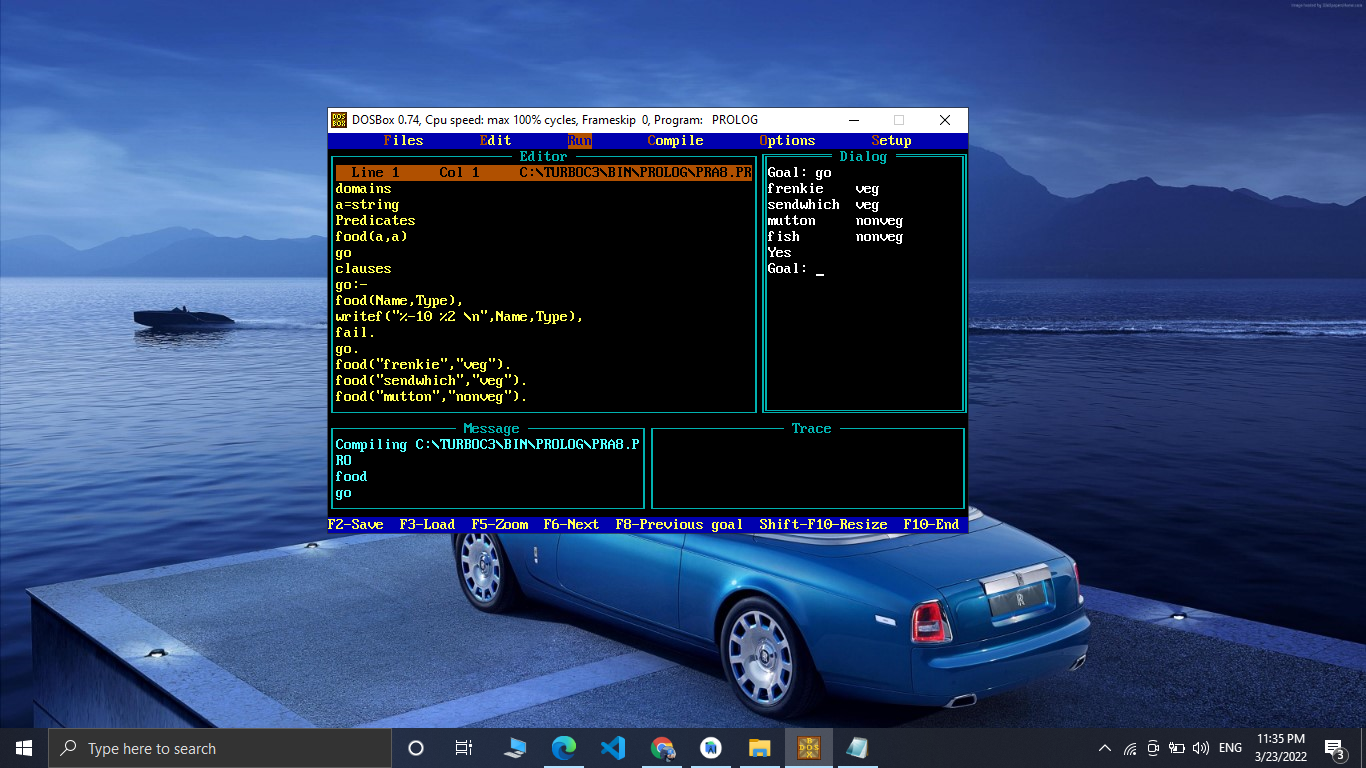 DOSBox 0.74, Cpu speed: max 100% cycles, Frameskip 0, Program: PROLOG
Files Edit Run Compile Options Setup
Editor
Line 1 Col 1 C:\TURBOC3\BIN\PROLOG\PRA8.PR
domains
a=string
Predicates
food(a,a)
go
clauses
go:-
food(Name,Type),
writef("%-10 %2 \n",Name,Type),
fail.
go.
food("frenkie","veg").
food("sendwhich","veg").
food("mutton","nonveg").
Dialog
Goal: go
frenkie veg
sendwhich veg
mutton nonveg
fish nonveg
Yes
Goal: _
Message
Compiling C:\TURBOC3\BIN\PROLOG\PRA8.P
RO
food
go
Trace
F2-Save F3-Load F5-Zoom F6-Next F8-Previous goal Shift-F10-Resize F10-End
Type here to search
ENG
11:35 PM
3/23/2022
3